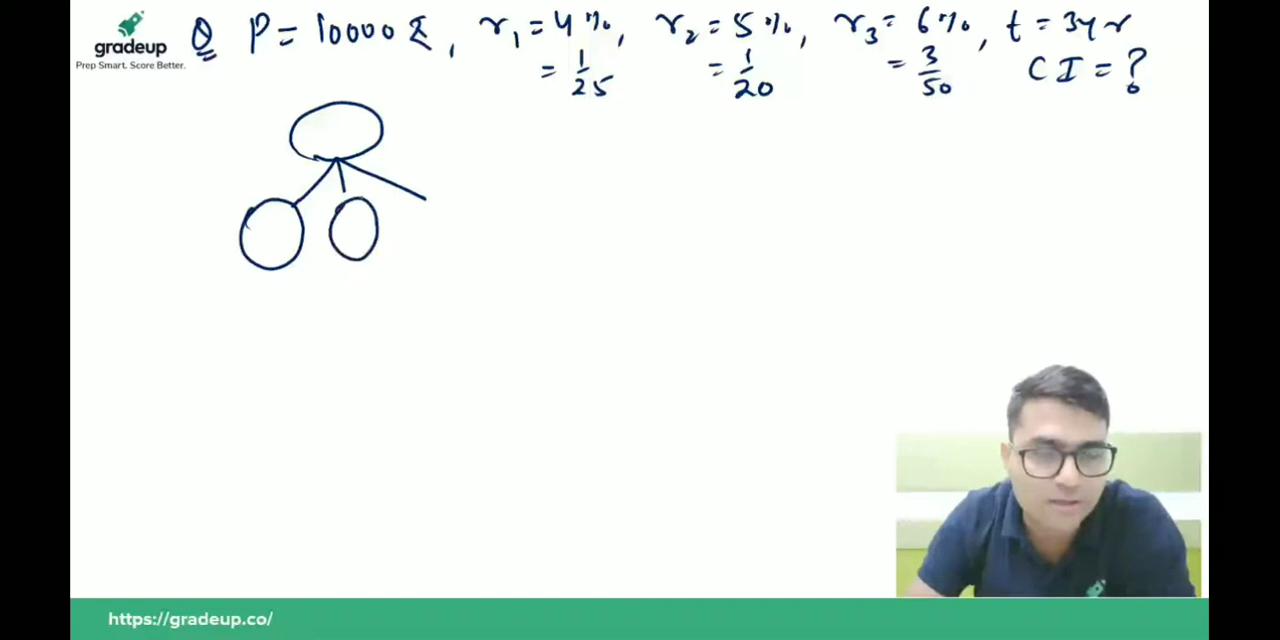 gradeup
Prep Smart. Score Better.
Q P = 10000 ₹, r₁ = 4%, r₂ = 5%, r₃ = 6%, t = 3yr
= 1/25 = 1/20 = 3/50 CI = ?
https://gradeup.co/